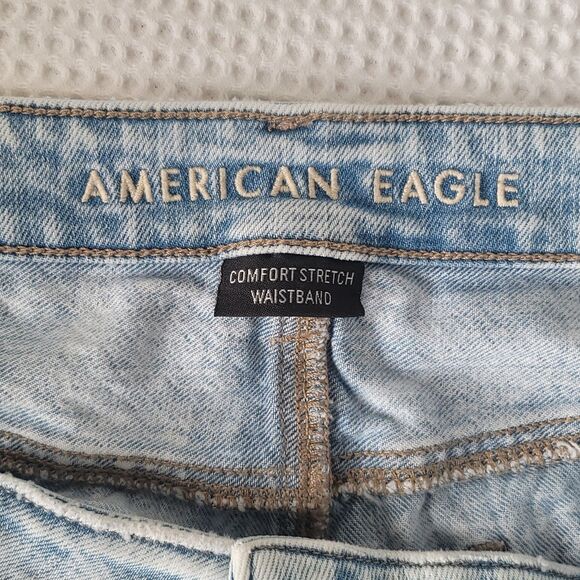 AMERICAN EAGLE
COMFORT STRETCH
WAISTBAND